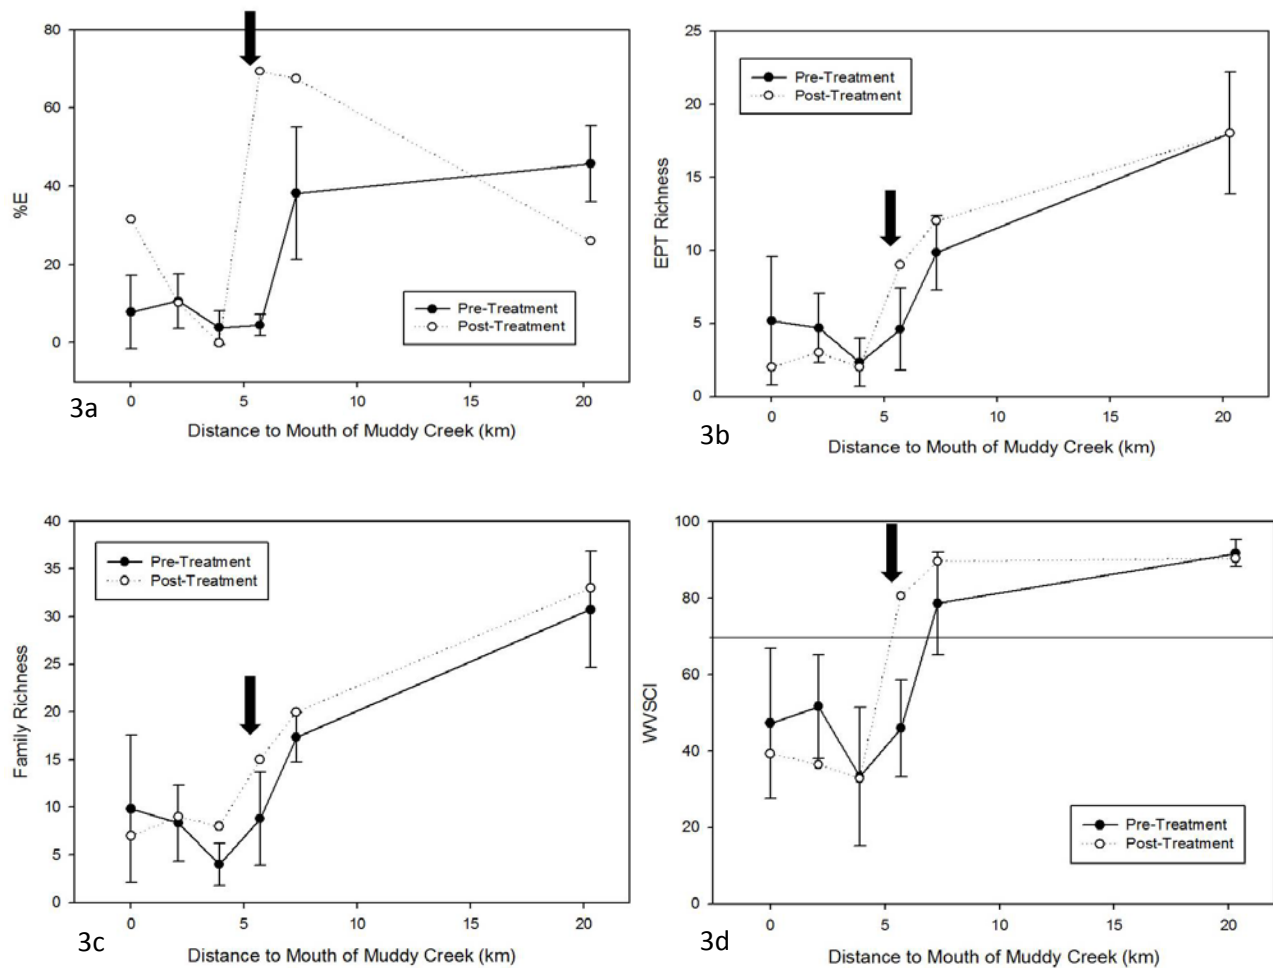 80
60
40
20
0
%E
Pre-Treatment
Post-Treatment
0
5
10
15
20
Distance to Mouth of Muddy Creek (km)
3a
25
20
15
10
5
0
EPT Richness
Pre-Treatment
Post-Treatment
0
5
10
15
20
Distance to Mouth of Muddy Creek (km)
3b
40
35
30
25
20
15
10
5
0
Family Richness
Pre-Treatment
Post-Treatment
0
5
10
15
20
Distance to Mouth of Muddy Creek (km)
3c
100
80
60
40
20
0
WVSCI
Pre-Treatment
Post-Treatment
0
5
10
15
20
Distance to Mouth of Muddy Creek (km)
3d